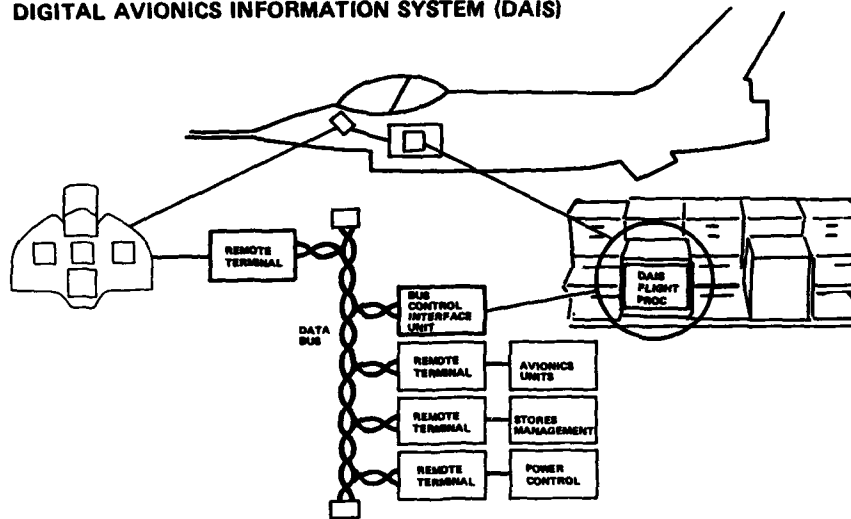 DIGITAL AVIONICS INFORMATION SYSTEM (DAIS)
REMOTE
TERMINAL
DAIS
FLIGHT
PROC
BUS
CONTROL
INTERFACE
UNIT
DATA
BUS
REMOTE
TERMINAL
AVIONICS
UNITS
REMOTE
TERMINAL
STORES
MANAGEMENT
REMOTE
TERMINAL
POWER
CONTROL